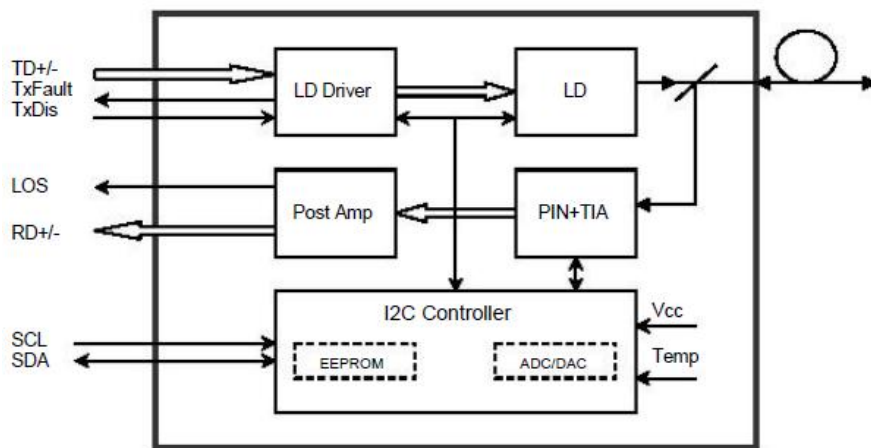 TD+/-
TxFault
TxDis
LD Driver
LD
LOS
RD+/-
Post Amp
PIN+TIA
I2C Controller
SCL
SDA
EEPROM
ADC/DAC
Vcc
Temp